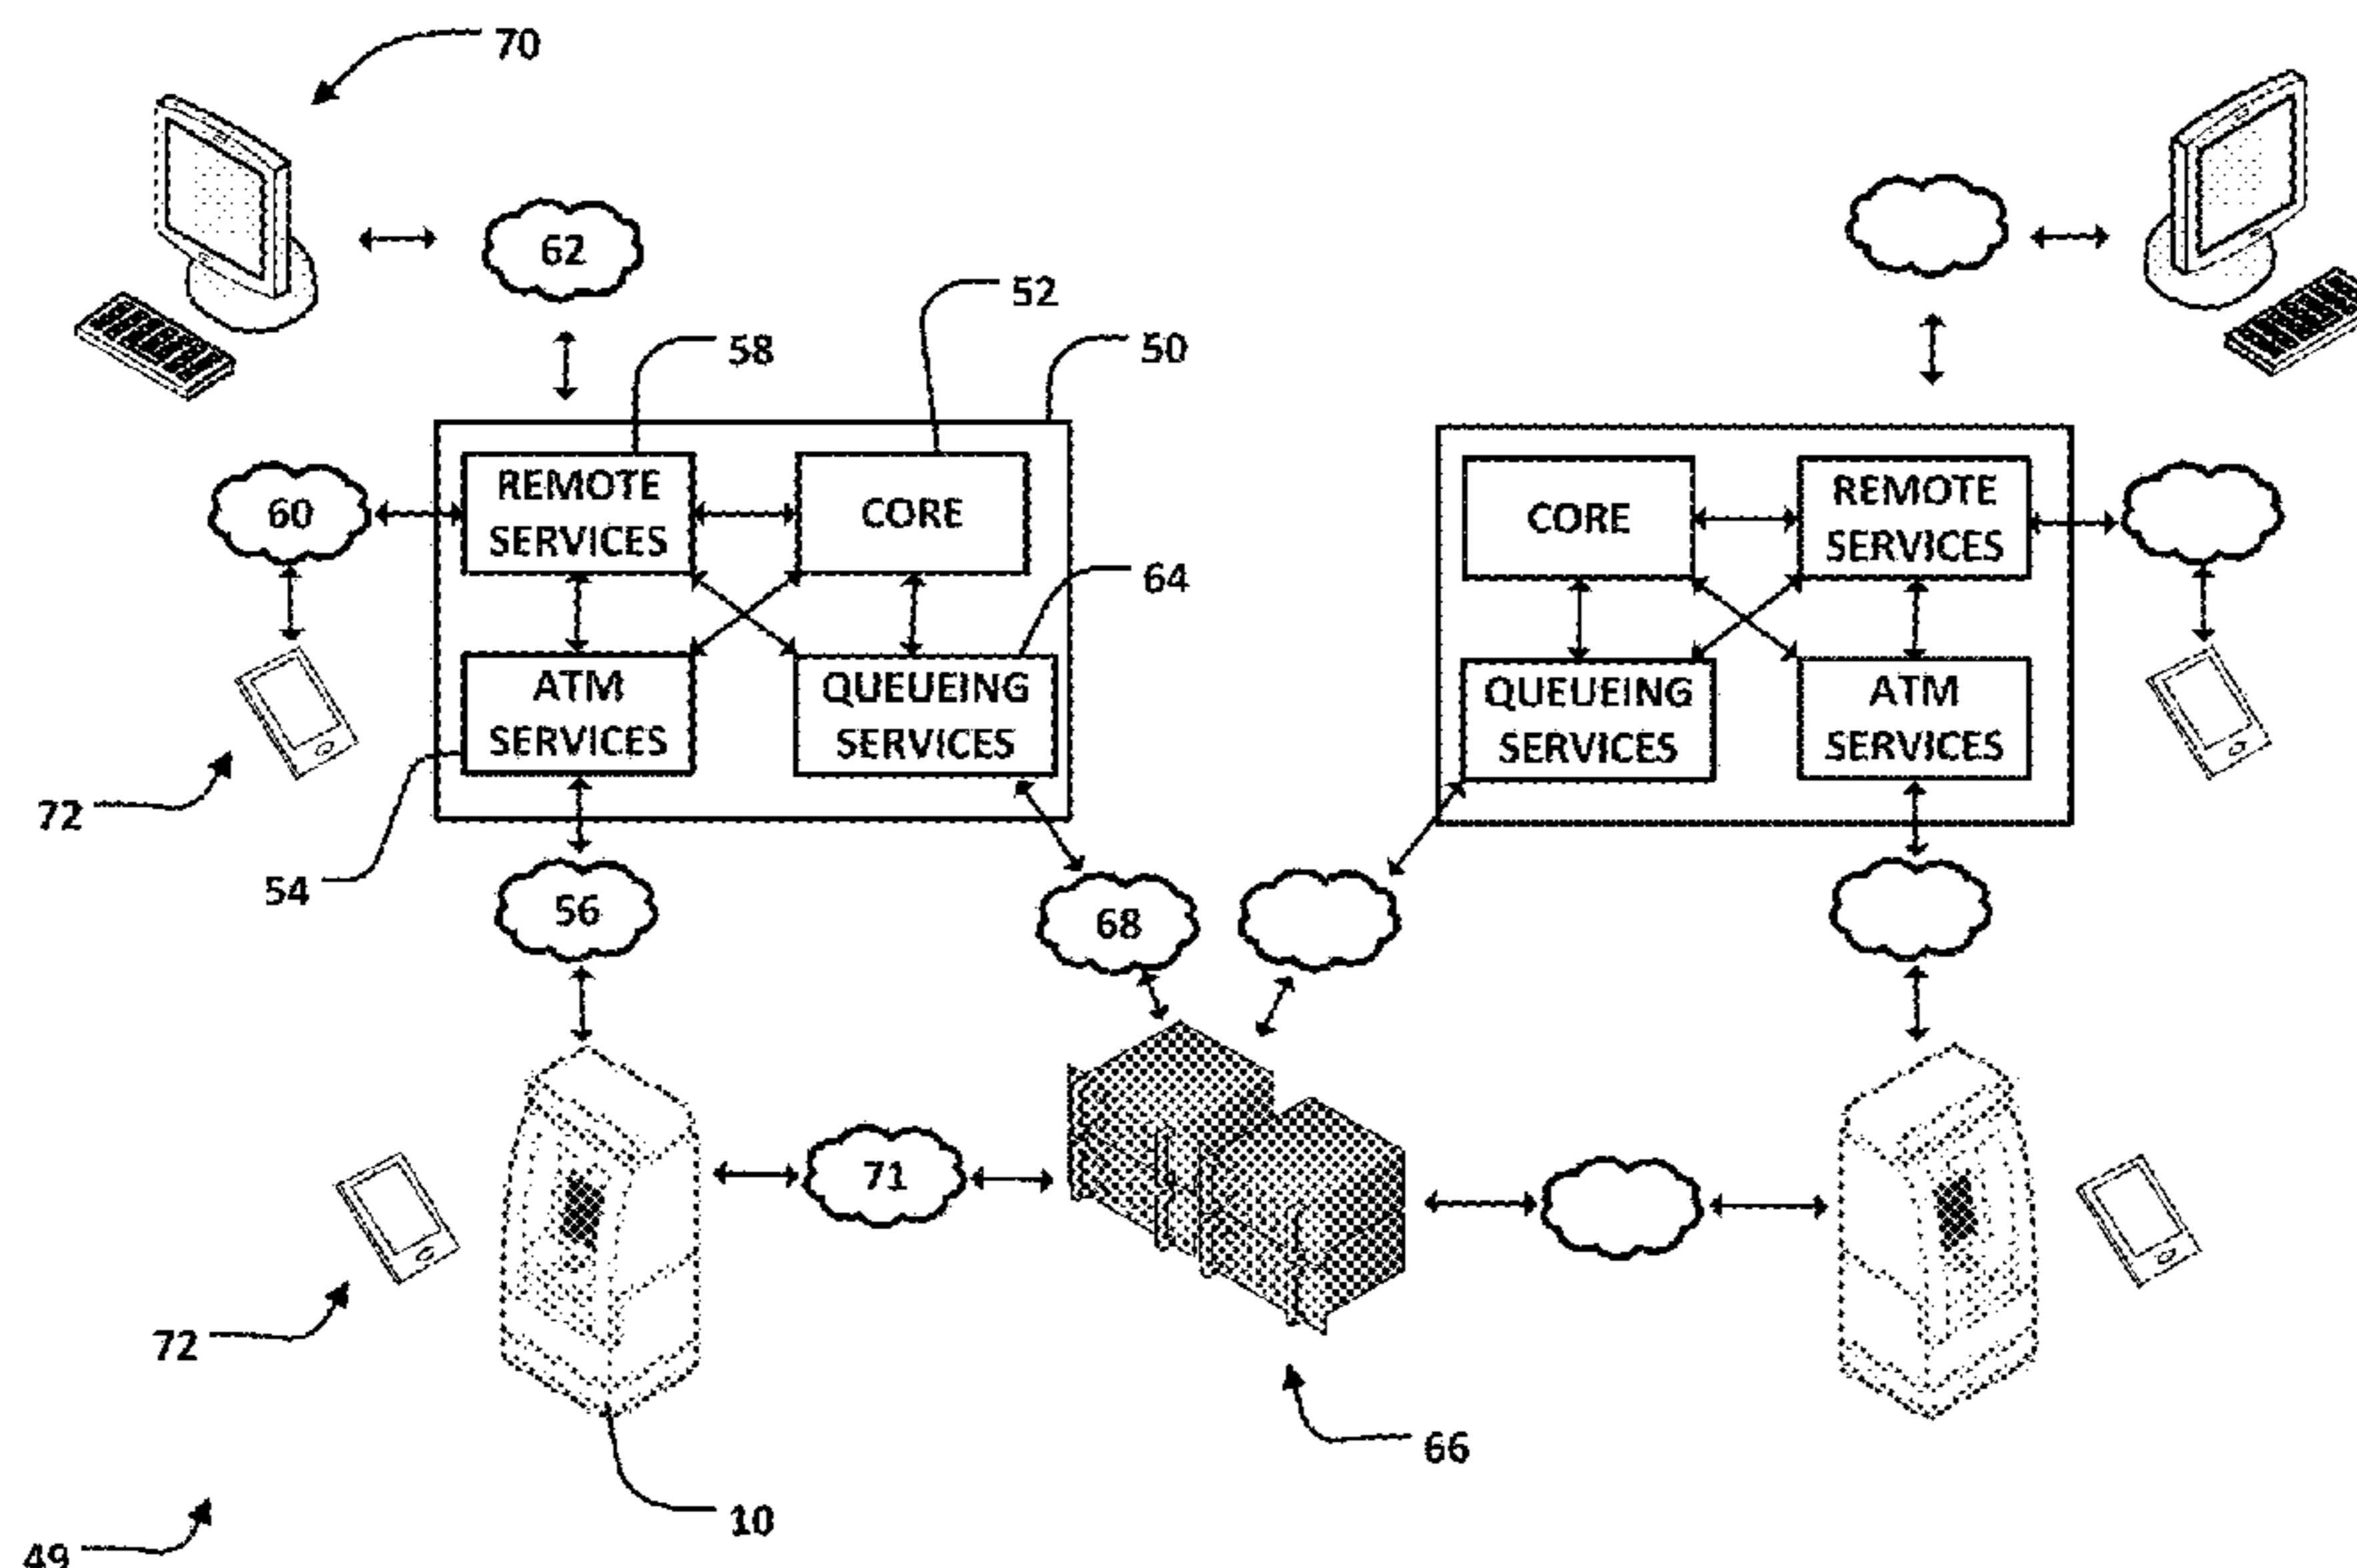 70
62
52
58
50
60
REMOTE
SERVICES
CORE
CORE
REMOTE
SERVICES
64
ATM
SERVICES
QUEUEING
SERVICES
QUEUEING
SERVICES
ATM
SERVICES
72
54
56
68
71
72
66
10
49